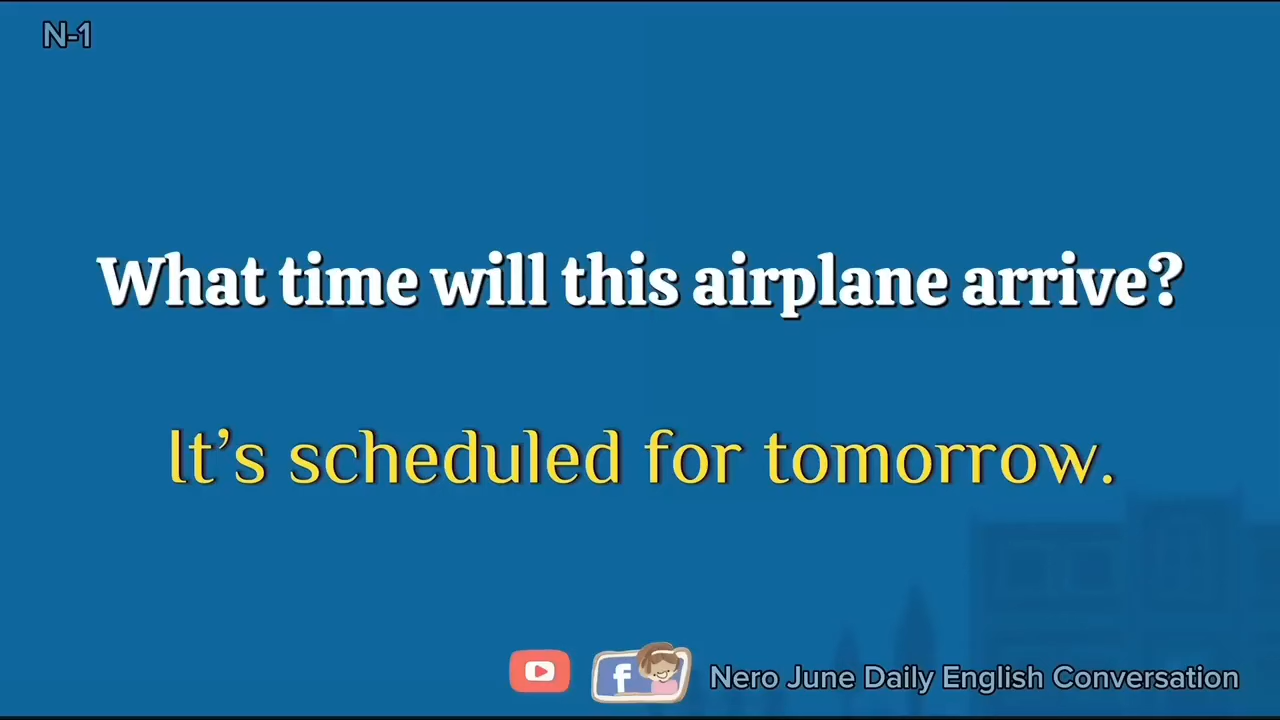 N-1
What time will this airplane arrive?
It’s scheduled for tomorrow.
f
Nero June Daily English Conversation